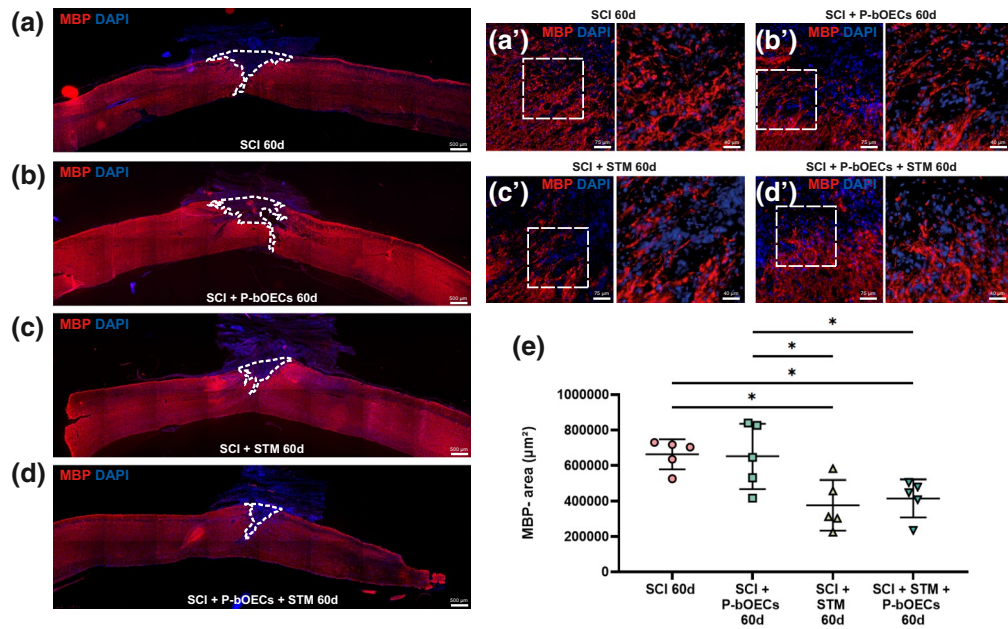 (a)
MBP DAPI
SCI 60d
500 µm
(b)
MBP DAPI
SCI + P-bOECs 60d
500 µm
(c)
MBP DAPI
SCI + STM 60d
500 µm
(d)
MBP DAPI
SCI + P-bOECs + STM 60d
500 µm
SCI 60d
(a')
MBP DAPI
75 µm
40 µm
SCI + P-bOECs 60d
(b')
MBP DAPI
75 µm
40 µm
SCI + STM 60d
(c')
MBP DAPI
75 µm
40 µm
SCI + P-bOECs + STM 60d
(d')
MBP DAPI
75 µm
40 µm
(e)
*
*
*
*
MBP- area (µm²)
1000000
800000
600000
400000
200000
0
SCI 60d
SCI +
P-bOECs
60d
SCI +
STM
60d
SCI + STM +
P-bOECs
60d